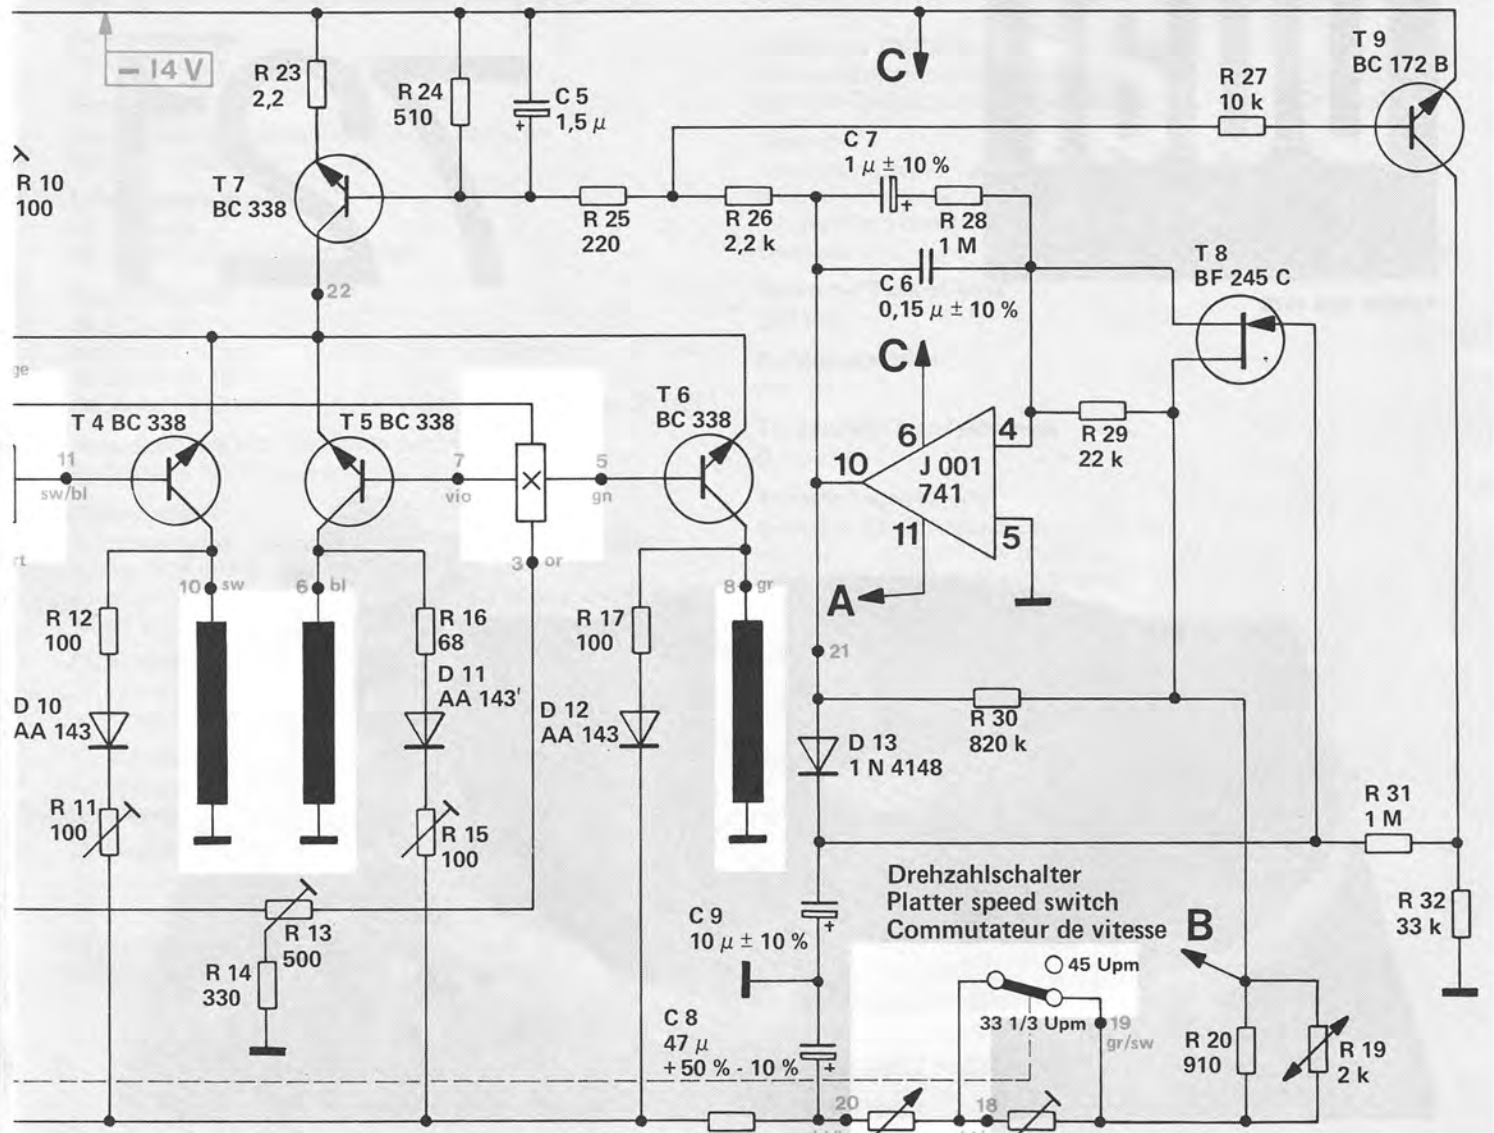 – 14 V
R 23
2,2
R 24
510
C 5
1,5 µ
+
C
T 9
BC 172 B
R 27
10 k
R 10
100
T 7
BC 338
R 25
220
R 26
2,2 k
C 7
1 µ ± 10 %
+
R 28
1 M
C 6
0,15 µ ± 10 %
T 8
BF 245 C
22
C
T 4 BC 338
T 5 BC 338
T 6
BC 338
11
sw/bl
7
vio
5
gn
3
or
6
4
10
J 001
741
11
5
A
R 29
22 k
10
sw
6
bl
8
gr
R 12
100
R 16
68
R 17
100
21
D 10
AA 143
D 11
AA 143
D 12
AA 143
D 13
1 N 4148
R 30
820 k
R 11
100
R 15
100
R 31
1 M
R 13
500
R 14
330
C 9
10 µ ± 10 %
+
Drehzahlschalter
Platter speed switch
Commutateur de vitesse
B
R 32
33 k
45 Upm
33 1/3 Upm
19
gr/sw
C 8
47 µ
+ 50 % - 10 %
+
R 20
910
R 19
2 k
20
18